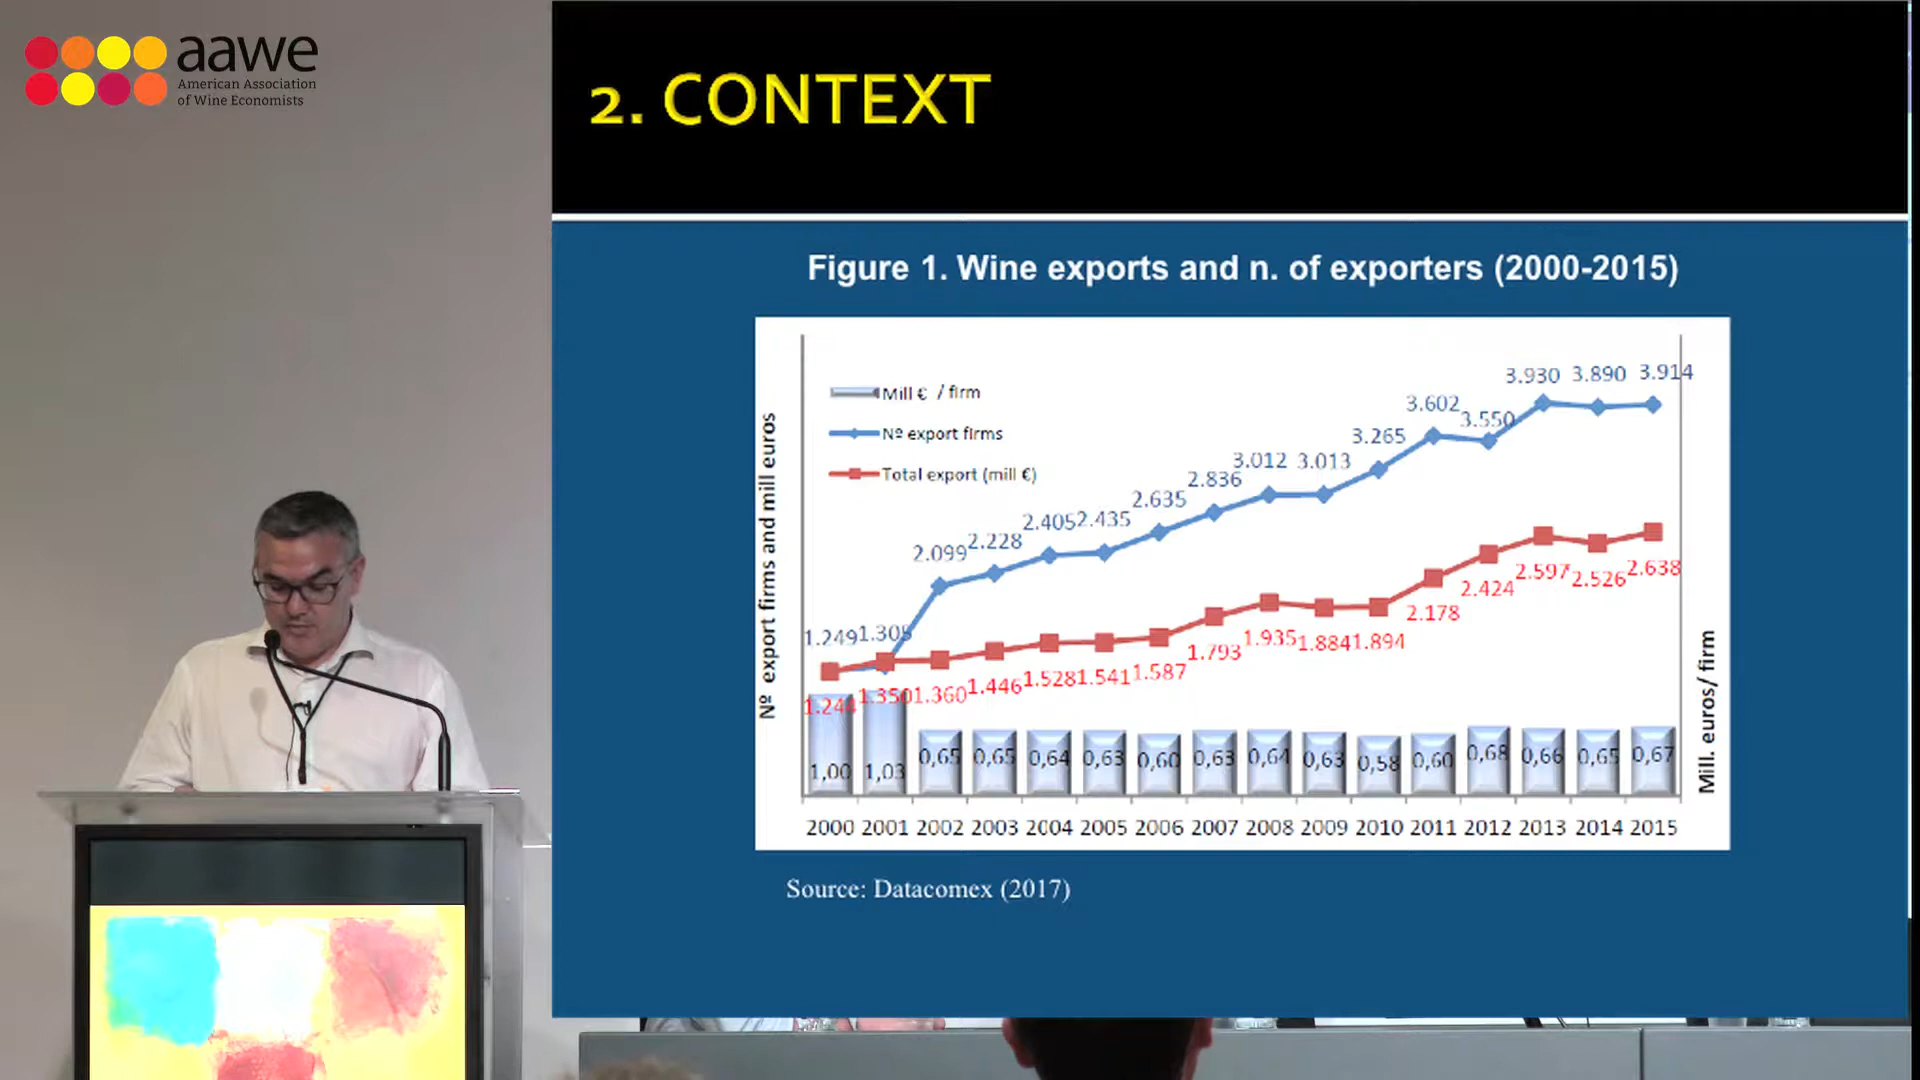 aawe
American Association
of Wine Economists
2. CONTEXT
Figure 1. Wine exports and n. of exporters (2000-2015)
Nº export firms and mill euros
Mill € / firm
Nº export firms
Total export (mill €)
1.249 1.305 2.099 2.228 2.405 2.435 2.635 2.836 3.012 3.013 3.265 3.602 3.550 3.930 3.890 3.914
1.244 1.350 1.360 1.446 1.528 1.541 1.587 1.793 1.935 1.884 1.894 2.178 2.424 2.597 2.526 2.638
1,00 1,03 0,65 0,65 0,64 0,63 0,60 0,63 0,64 0,63 0,58 0,60 0,68 0,66 0,65 0,67
2000 2001 2002 2003 2004 2005 2006 2007 2008 2009 2010 2011 2012 2013 2014 2015
Mill. euros/ firm
Source: Datacomex (2017)